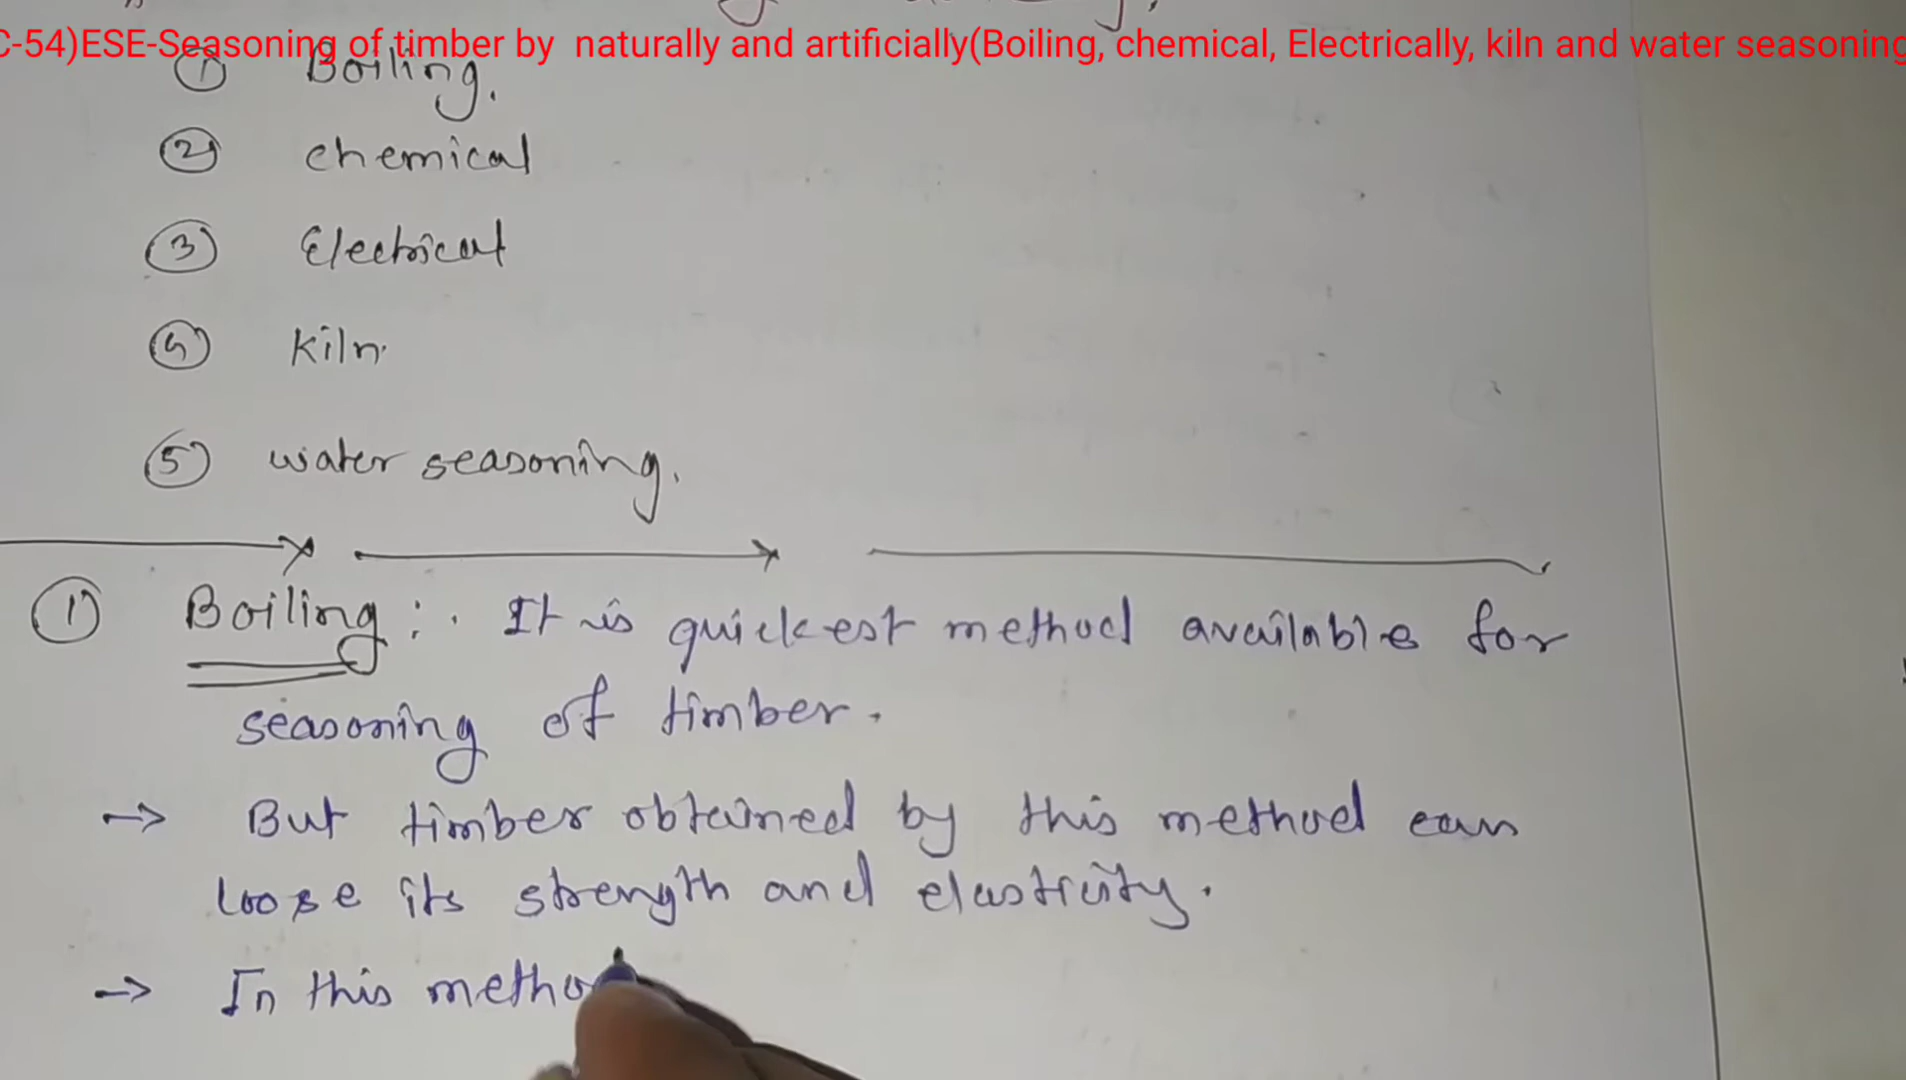 C-54)ESE-Seasoning of timber by naturally and artificially(Boiling, chemical, Electrically, kiln and water seasoning
① Boiling.
② chemical
③ Electrical
④ Kiln
⑤ water seasoning.
① Boiling :. It is quickest method available for
seasoning of timber.
→ But timber obtained by this method can
loose its strength and elasticity.
→ In this metho